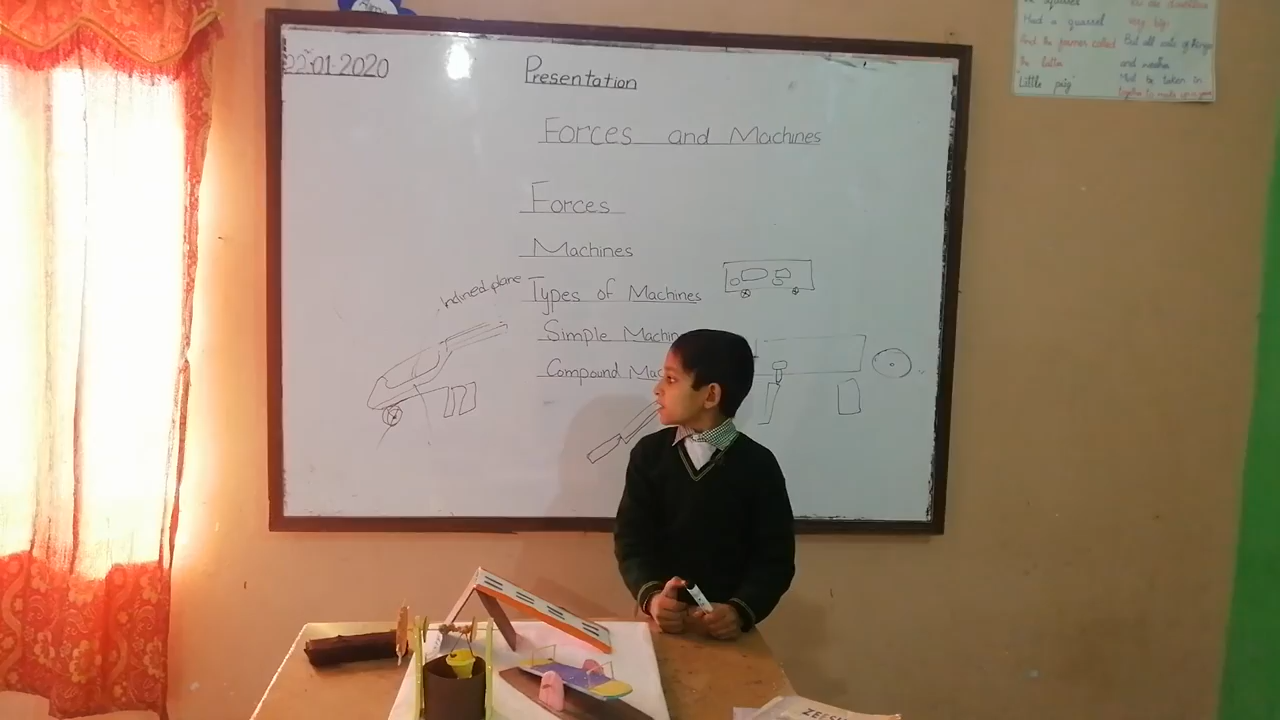 22.01.2020
Presentation
Forces and Machines
Forces
Machines
Inclined plane
Types of Machines
Simple Machin
Compound Mac
Had a quarrel
very big
And the former called
But all sorts of things
the latter
and weather
'Little pig'
Must be taken in
together to make up a year
ZEESH